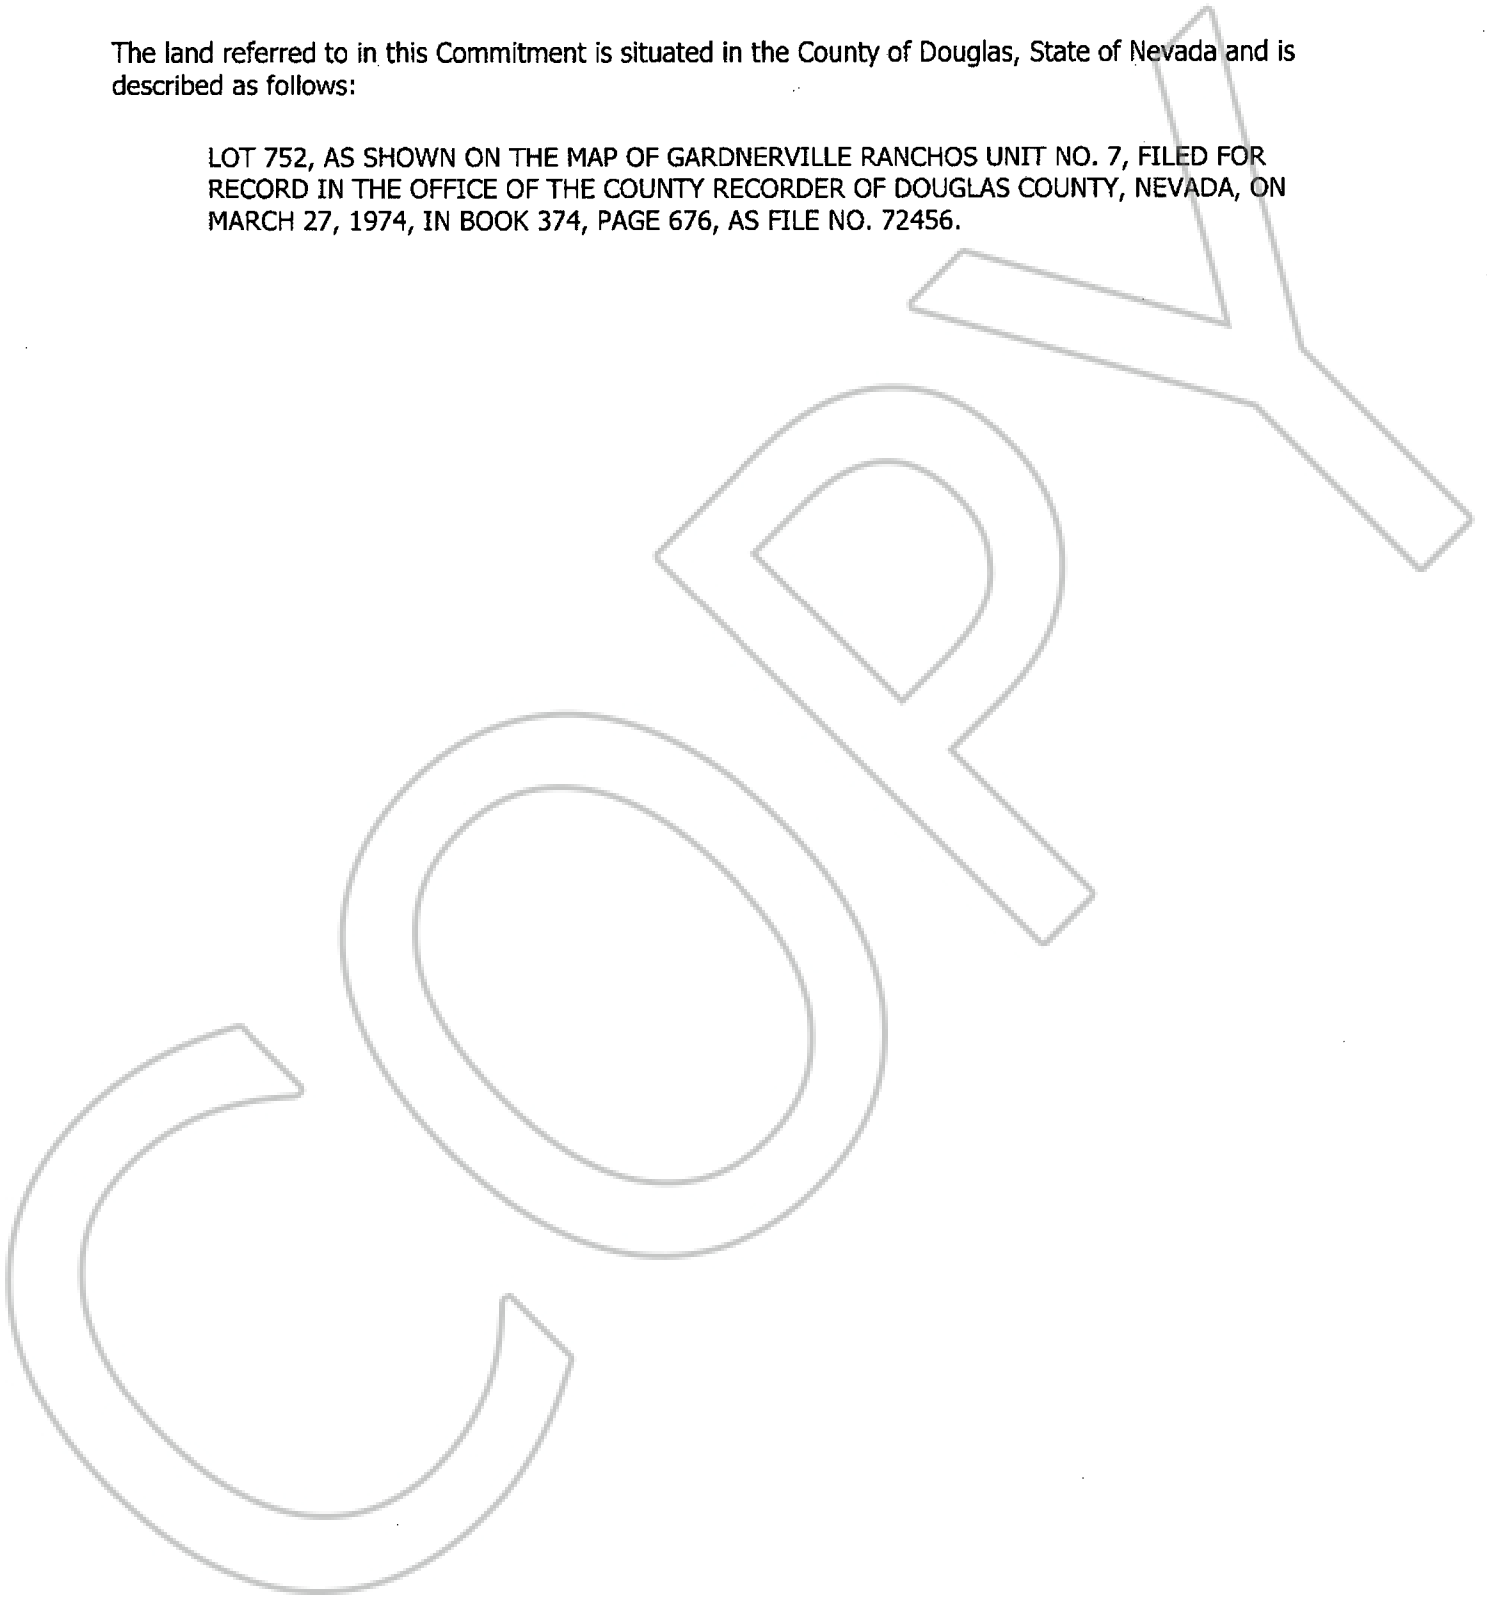 The land referred to in this Commitment is situated in the County of Douglas, State of Nevada and is
described as follows:
LOT 752, AS SHOWN ON THE MAP OF GARDNERVILLE RANCHOS UNIT NO. 7, FILED FOR
RECORD IN THE OFFICE OF THE COUNTY RECORDER OF DOUGLAS COUNTY, NEVADA, ON
MARCH 27, 1974, IN BOOK 374, PAGE 676, AS FILE NO. 72456.
COPY